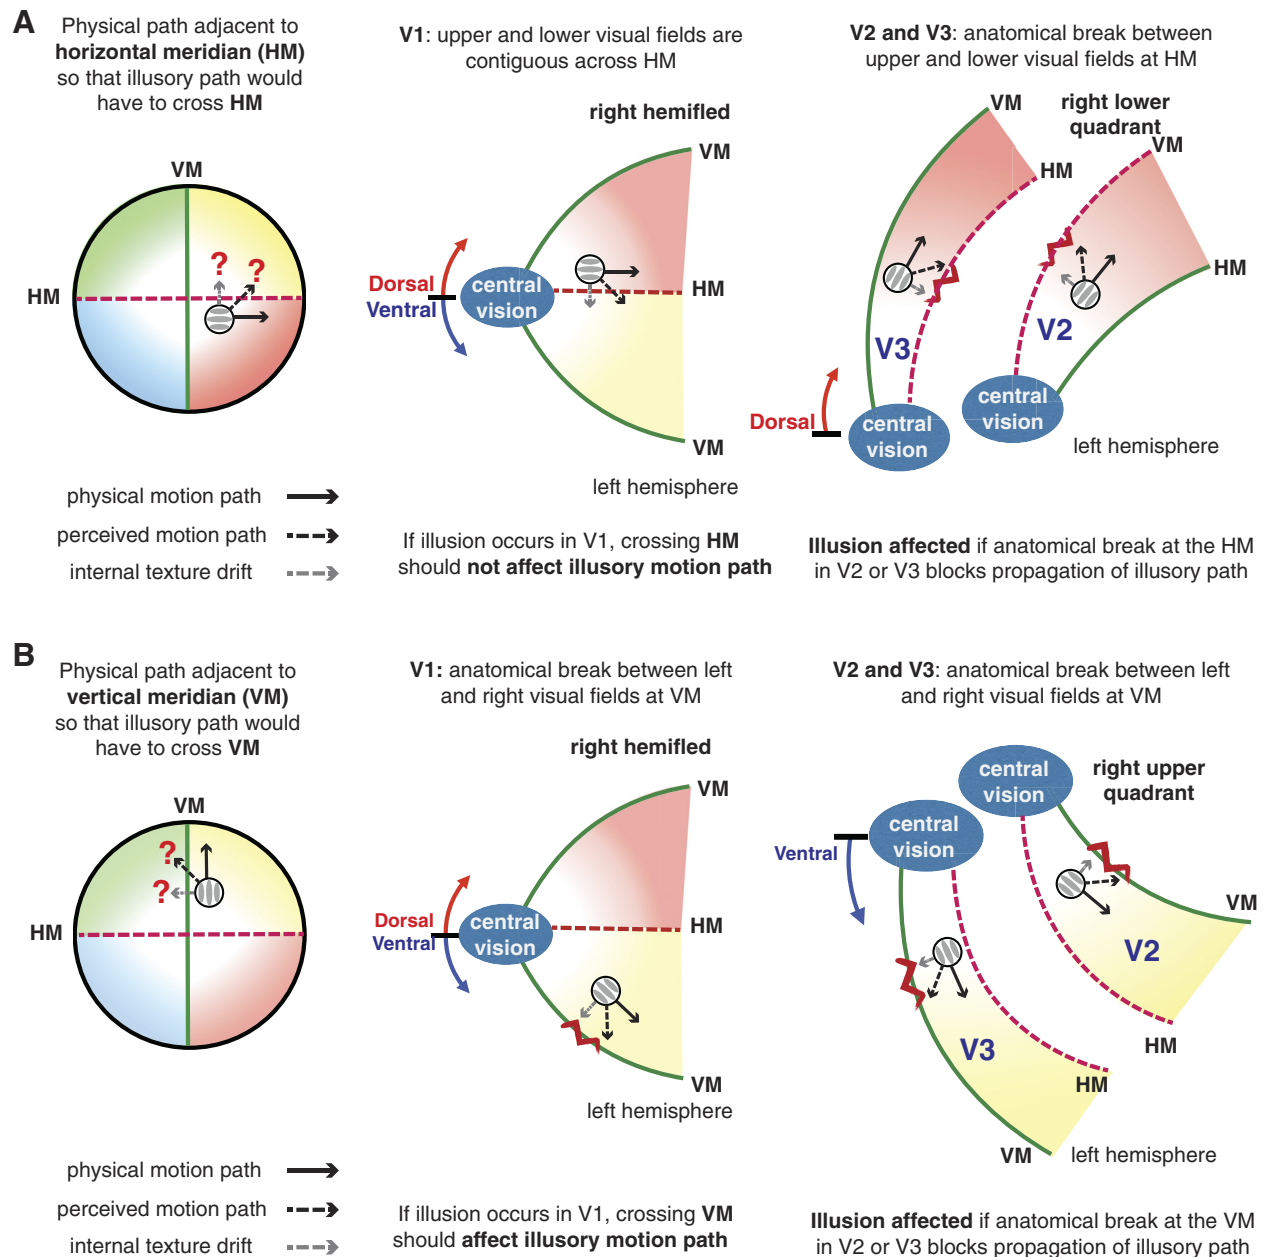 A
Physical path adjacent to
horizontal meridian (HM)
so that illusory path would
have to cross HM
VM
HM
? ?
physical motion path
perceived motion path
internal texture drift
V1: upper and lower visual fields are
contiguous across HM
right hemifled
VM
Dorsal
Ventral
central
vision
HM
VM
left hemisphere
If illusion occurs in V1, crossing HM
should not affect illusory motion path
V2 and V3: anatomical break between
upper and lower visual fields at HM
VM
right lower
quadrant
VM
HM
HM
V3
V2
central
vision
Dorsal
central
vision
left hemisphere
Illusion affected if anatomical break at the HM
in V2 or V3 blocks propagation of illusory path
B
Physical path adjacent to
vertical meridian (VM)
so that illusory path would
have to cross VM
VM
?
?
HM
physical motion path
perceived motion path
internal texture drift
V1: anatomical break between left
and right visual fields at VM
right hemifled
VM
Dorsal
Ventral
central
vision
HM
VM
left hemisphere
If illusion occurs in V1, crossing VM
should affect illusory motion path
V2 and V3: anatomical break between left
and right visual fields at VM
central
vision
right upper
quadrant
central
vision
Ventral
VM
V2
V3
HM
HM
VM
left hemisphere
Illusion affected if anatomical break at the VM
in V2 or V3 blocks propagation of illusory path